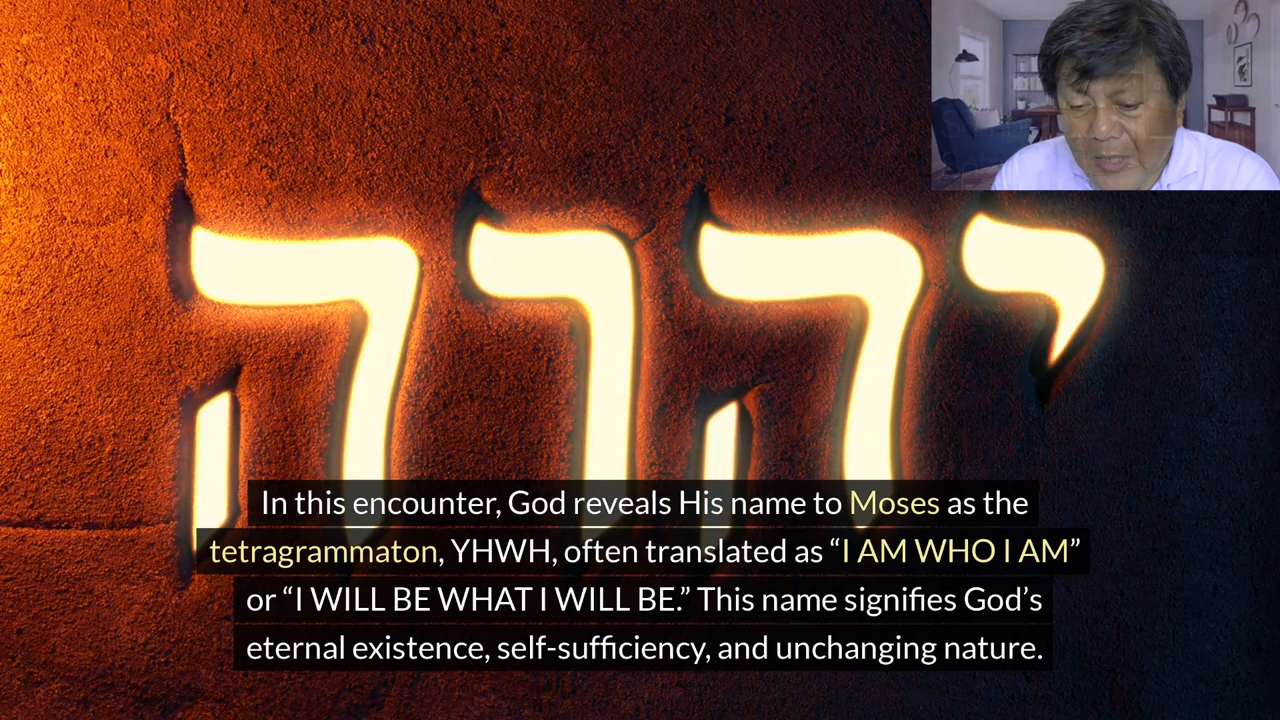 יהוה
In this encounter, God reveals His name to Moses as the
tetragrammaton, YHWH, often translated as “I AM WHO I AM”
or “I WILL BE WHAT I WILL BE.” This name signifies God’s
eternal existence, self-sufficiency, and unchanging nature.